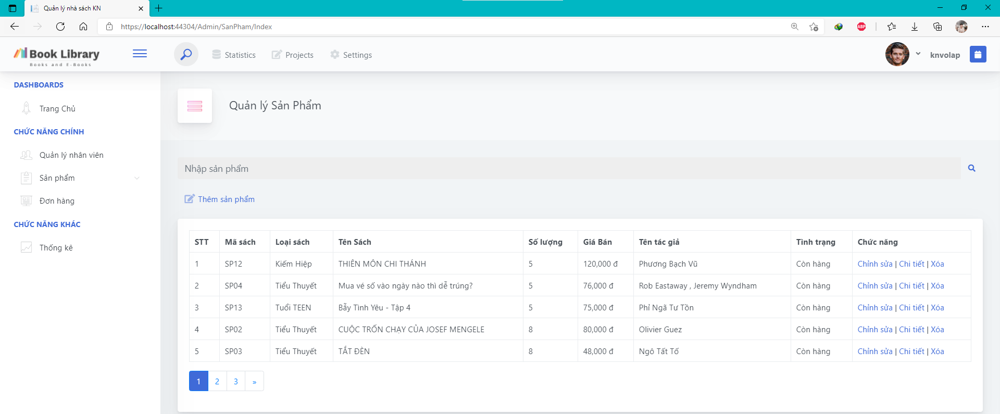 Quản lý nhà sách KN
https://localhost:44304/Admin/SanPham/Index
ABP
Book Library
Books and E-Books
Statistics
Projects
Settings
knvolap
DASHBOARDS
Trang Chủ
CHỨC NĂNG CHÍNH
Quản lý nhân viên
Sản phẩm
Đơn hàng
CHỨC NĂNG KHÁC
Thống kê
Quản lý Sản Phẩm
Nhập sản phẩm
Thêm sản phẩm
STT Mã sách Loại sách Tên Sách Số lượng Giá Bán Tên tác giả Tình trạng Chức năng
1 SP12 Kiếm Hiệp THIÊN MÔN CHI THÁNH 5 120,000 đ Phương Bạch Vũ Còn hàng Chỉnh sửa | Chi tiết | Xóa
2 SP04 Tiểu Thuyết Mua vé số vào ngày nào thì dễ trúng? 5 76,000 đ Rob Eastaway , Jeremy Wyndham Còn hàng Chỉnh sửa | Chi tiết | Xóa
3 SP13 Tuổi TEEN Bẫy Tình Yêu - Tập 4 5 75,000 đ Phỉ Ngã Tư Tồn Còn hàng Chỉnh sửa | Chi tiết | Xóa
4 SP02 Tiểu Thuyết CUỘC TRỐN CHẠY CỦA JOSEF MENGELE 8 80,000 đ Olivier Guez Còn hàng Chỉnh sửa | Chi tiết | Xóa
5 SP03 Tiểu Thuyết TẮT ĐÈN 8 48,000 đ Ngô Tất Tố Còn hàng Chỉnh sửa | Chi tiết | Xóa
1 2 3 »